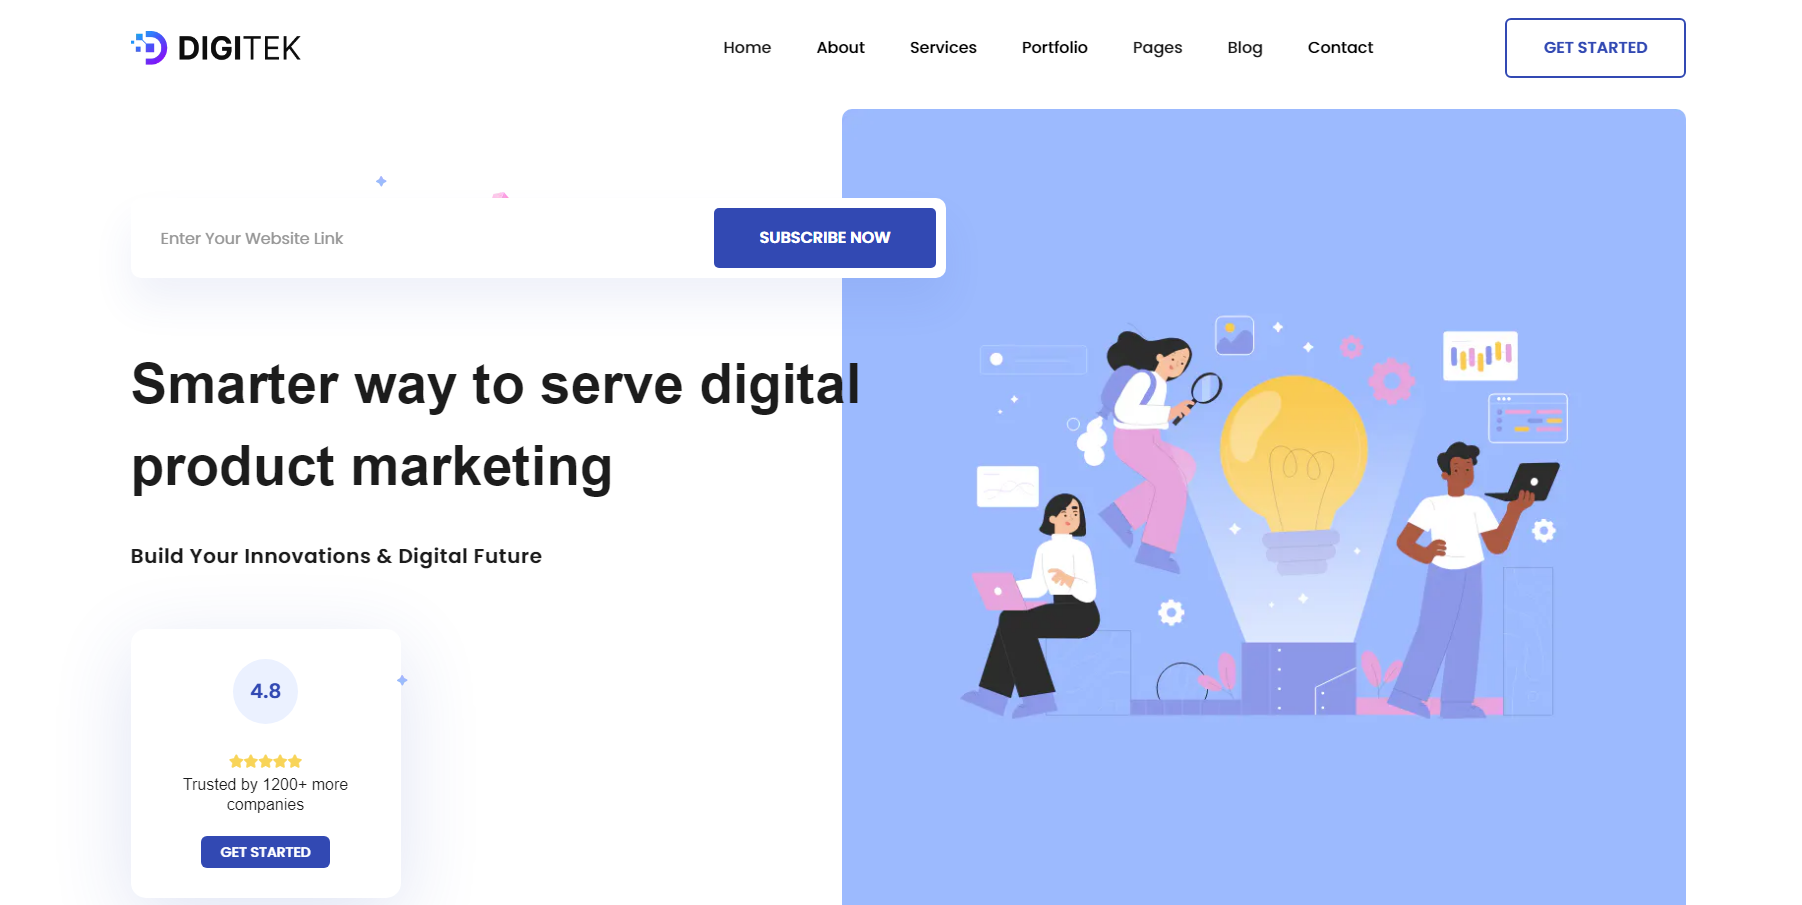 DIGITEK
Home About Services Portfolio Pages Blog Contact
GET STARTED
Enter Your Website Link
SUBSCRIBE NOW
Smarter way to serve digital
product marketing
Build Your Innovations & Digital Future
4.8
Trusted by 1200+ more
companies
GET STARTED